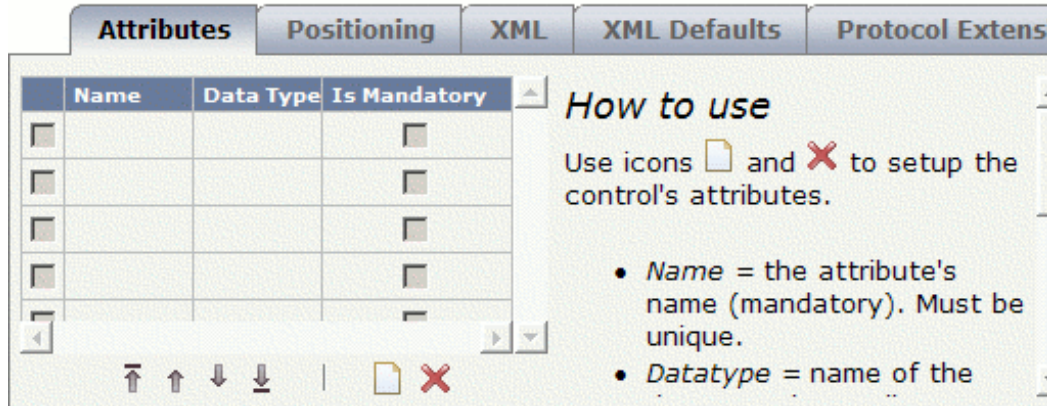 Attributes Positioning XML XML Defaults Protocol Extens
Name Data Type Is Mandatory
How to use
Use icons and to setup the
control's attributes.
• Name = the attribute's
name (mandatory). Must be
unique.
• Datatype = name of the